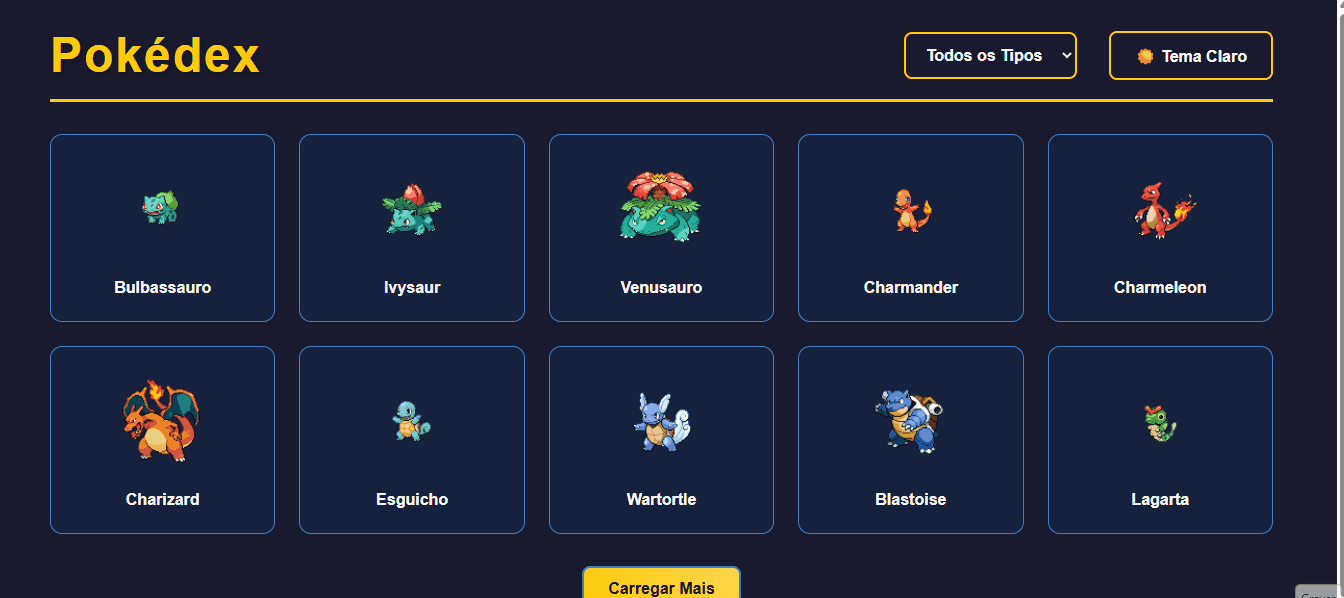 Pokédex
Todos os Tipos
Tema Claro
Bulbassauro
Ivysaur
Venusauro
Charmander
Charmeleon
Charizard
Esguicho
Wartortle
Blastoise
Lagarta
Carregar Mais